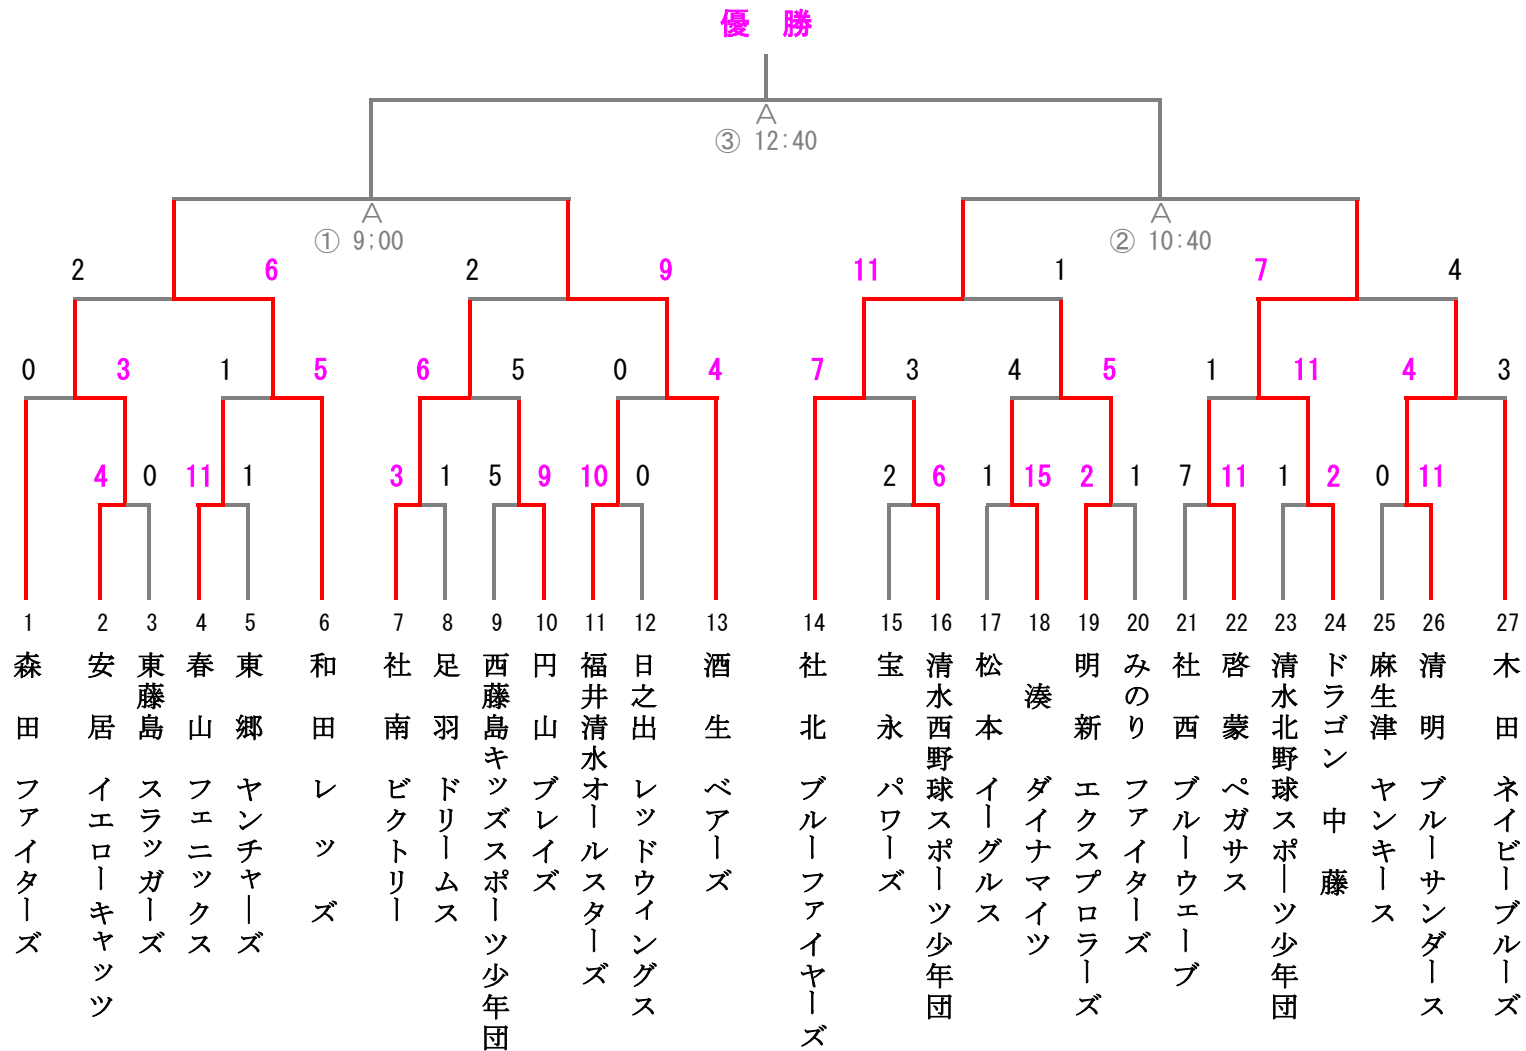 優 勝
A
③ 12:40
A
① 9;00
A
② 10:40
2 6 2 9 11 1 7 4
0 3 1 5 6 5 0 4 7 3 4 5 1 11 4 3
4 0 11 1 3 1 5 9 10 0 2 6 1 15 2 1 7 11 1 2 0 11
1 2 3 4 5 6 7 8 9 10 11 12 13 14 15 16 17 18 19 20 21 22 23 24 25 26 27
森 田 ファイターズ
安 居 イエローキャッツ
東藤島 スラッガーズ
春 山 フェニックス
東 郷 ヤンチャーズ
和 田 レ ッ ズ
社 南 ビクトリー
足 羽 ドリームス
西藤島キッズスポーツ少年団
円 山 ブレイズ
福井清水オールスターズ
日之出 レッドウィングス
酒 生 ベアーズ
社 北 ブルーファイヤーズ
宝 永 パワーズ
清水西野球スポーツ少年団
松 本 イーグルス
湊 ダイナマイツ
明 新 エクスプロラーズ
みのり ファイターズ
社 西 ブルーウェーブ
啓 蒙 ペガサス
清水北野球スポーツ少年団
ドラゴン 中 藤
麻生津 ヤンキース
清 明 ブルーサンダース
木 田 ネイビーブルーズ